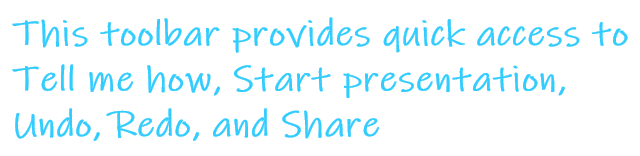 This toolbar provides quick access to
Tell me how, Start presentation,
Undo, Redo, and Share